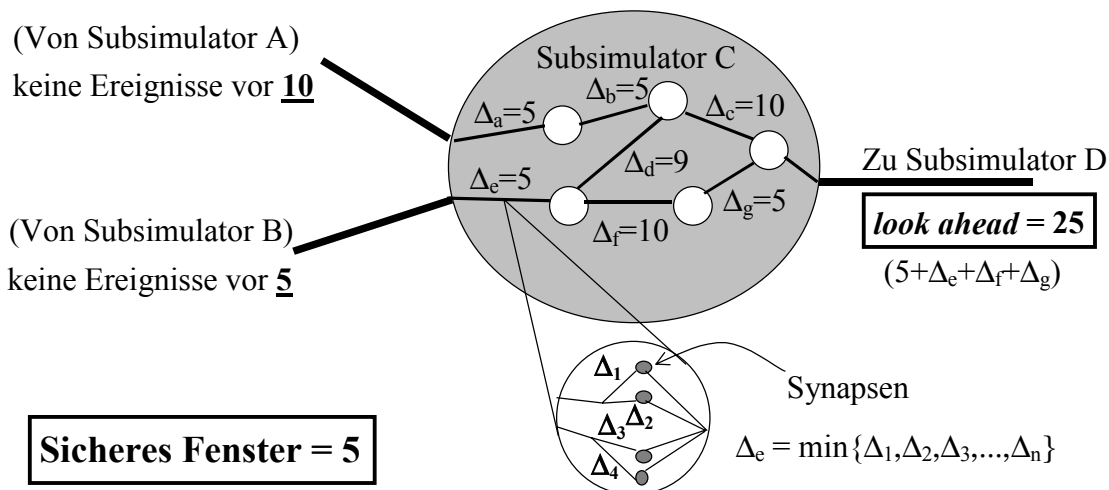 (Von Subsimulator A)
keine Ereignisse vor 10
Subsimulator C
Δa=5
Δb=5
Δc=10
Δd=9
Δe=5
Δf=10
Δg=5
Zu Subsimulator D
look ahead = 25
(5+Δe+Δf+Δg)
(Von Subsimulator B)
keine Ereignisse vor 5
Δ1
Δ2
Δ3
Δ4
Synapsen
Δe = min{Δ1,Δ2,Δ3,...,Δn}
Sicheres Fenster = 5